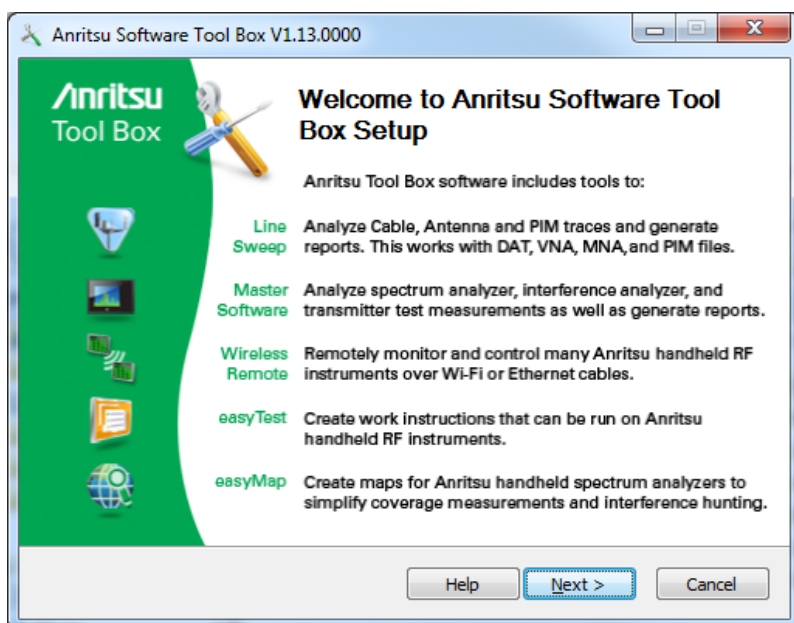 Anritsu Software Tool Box V1.13.0000
Anritsu
Tool Box
Welcome to Anritsu Software Tool
Box Setup
Anritsu Tool Box software includes tools to:
Line
Sweep
Analyze Cable, Antenna and PIM traces and generate
reports. This works with DAT, VNA, MNA, and PIM files.
Master
Software
Analyze spectrum analyzer, interference analyzer, and
transmitter test measurements as well as generate reports.
Wireless
Remote
Remotely monitor and control many Anritsu handheld RF
instruments over Wi-Fi or Ethernet cables.
easyTest
Create work instructions that can be run on Anritsu
handheld RF instruments.
easyMap
Create maps for Anritsu handheld spectrum analyzers to
simplify coverage measurements and interference hunting.
Help
Next >
Cancel